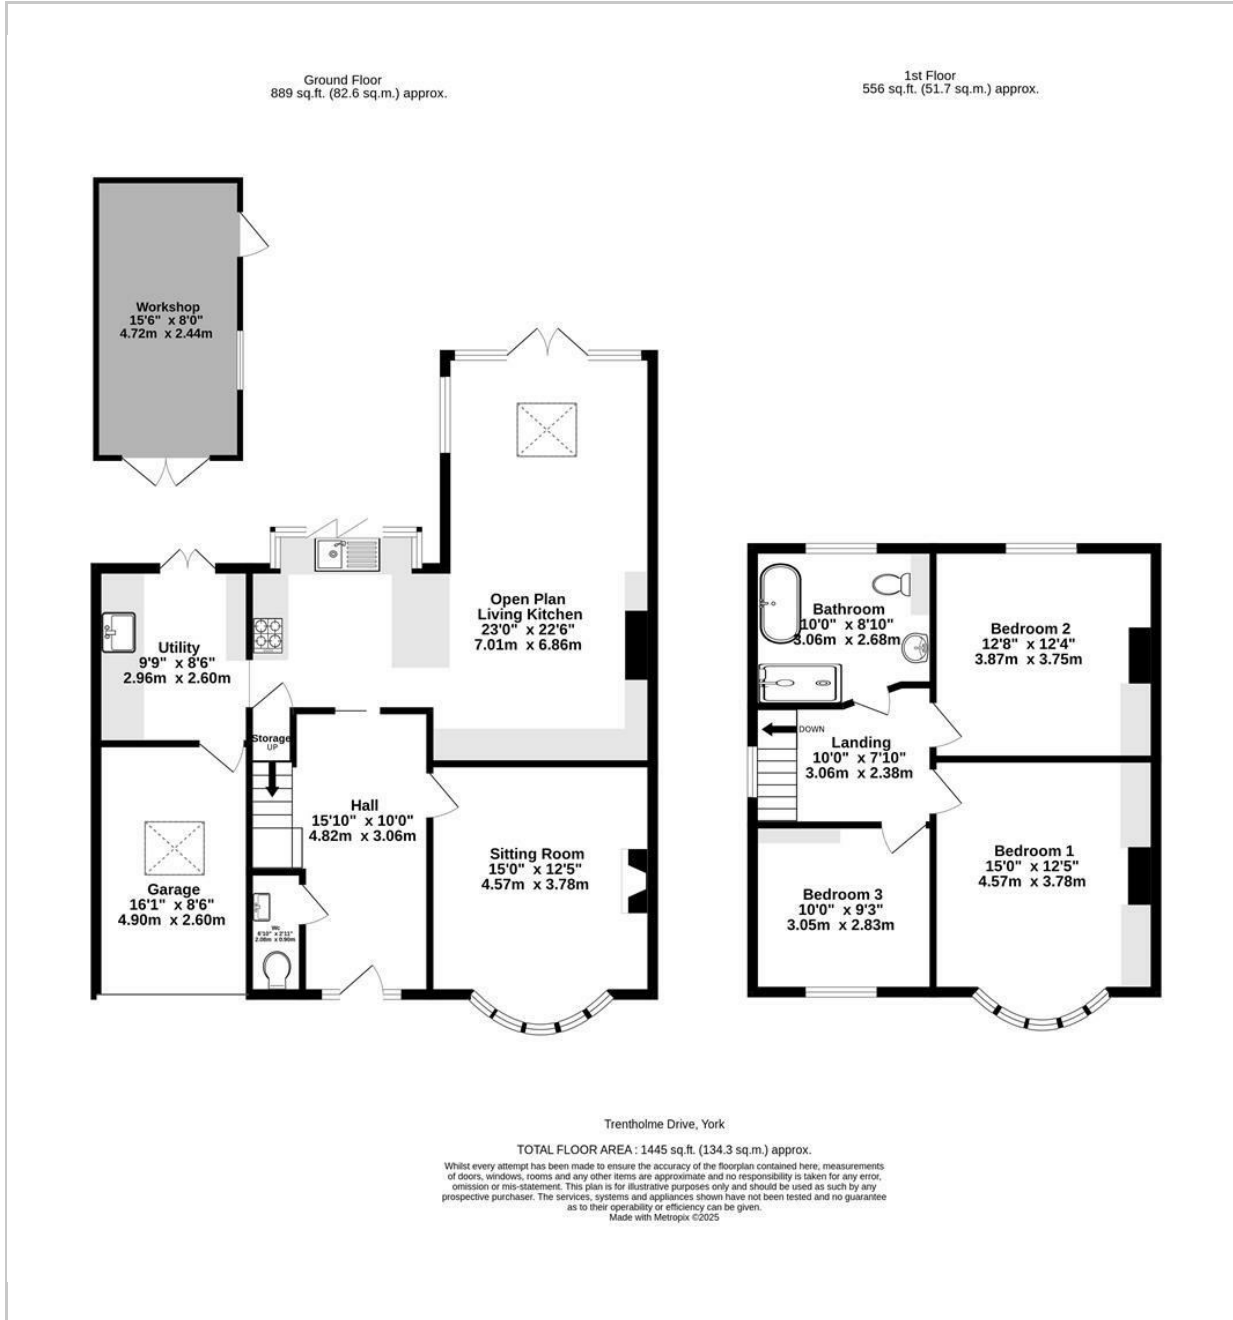 Ground Floor
889 sq.ft. (82.6 sq.m.) approx.
1st Floor
556 sq.ft. (51.7 sq.m.) approx.
Workshop
15'6" x 8'0"
4.72m x 2.44m
Open Plan
Living Kitchen
23'0" x 22'6"
7.01m x 6.86m
Utility
9'9" x 8'6"
2.96m x 2.60m
Storage
UP
Hall
15'10" x 10'0"
4.82m x 3.06m
Sitting Room
15'0" x 12'5"
4.57m x 3.78m
Garage
16'1" x 8'6"
4.90m x 2.60m
Wc
6'10" x 2'11"
2.08m x 0.90m
Bathroom
10'0" x 8'10"
3.06m x 2.68m
Bedroom 2
12'8" x 12'4"
3.87m x 3.75m
DOWN
Landing
10'0" x 7'10"
3.06m x 2.38m
Bedroom 1
15'0" x 12'5"
4.57m x 3.78m
Bedroom 3
10'0" x 9'3"
3.05m x 2.83m
Trentholme Drive, York
TOTAL FLOOR AREA : 1445 sq.ft. (134.3 sq.m.) approx.
Whilst every attempt has been made to ensure the accuracy of the floorplan contained here, measurements
of doors, windows, rooms and any other items are approximate and no responsibility is taken for any error,
omission or mis-statement. This plan is for illustrative purposes only and should be used as such by any
prospective purchaser. The services, systems and appliances shown have not been tested and no guarantee
as to their operability or efficiency can be given.
Made with Metropix ©2025